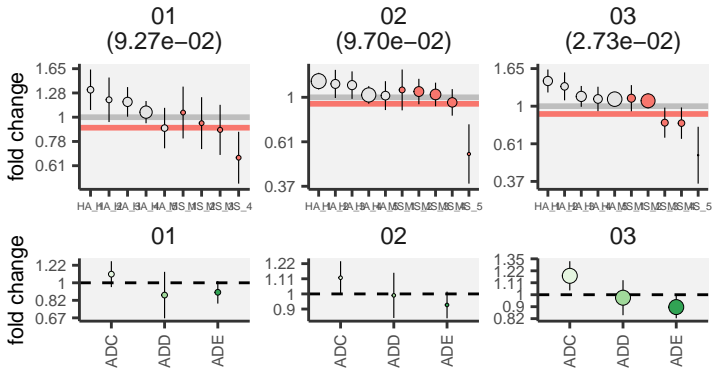 01
(9.27e−02)
02
(9.70e−02)
03
(2.73e−02)
fold change
1.65
1.28
1
0.78
0.61
1
0.61
0.37
1.65
1
0.61
0.37
01
02
03
fold change
1.22
1
0.82
0.67
1.22
1.11
1
0.9
1.35
1.22
1.11
1
0.9
0.82
ADC
ADD
ADE
ADC
ADD
ADE
ADC
ADD
ADE